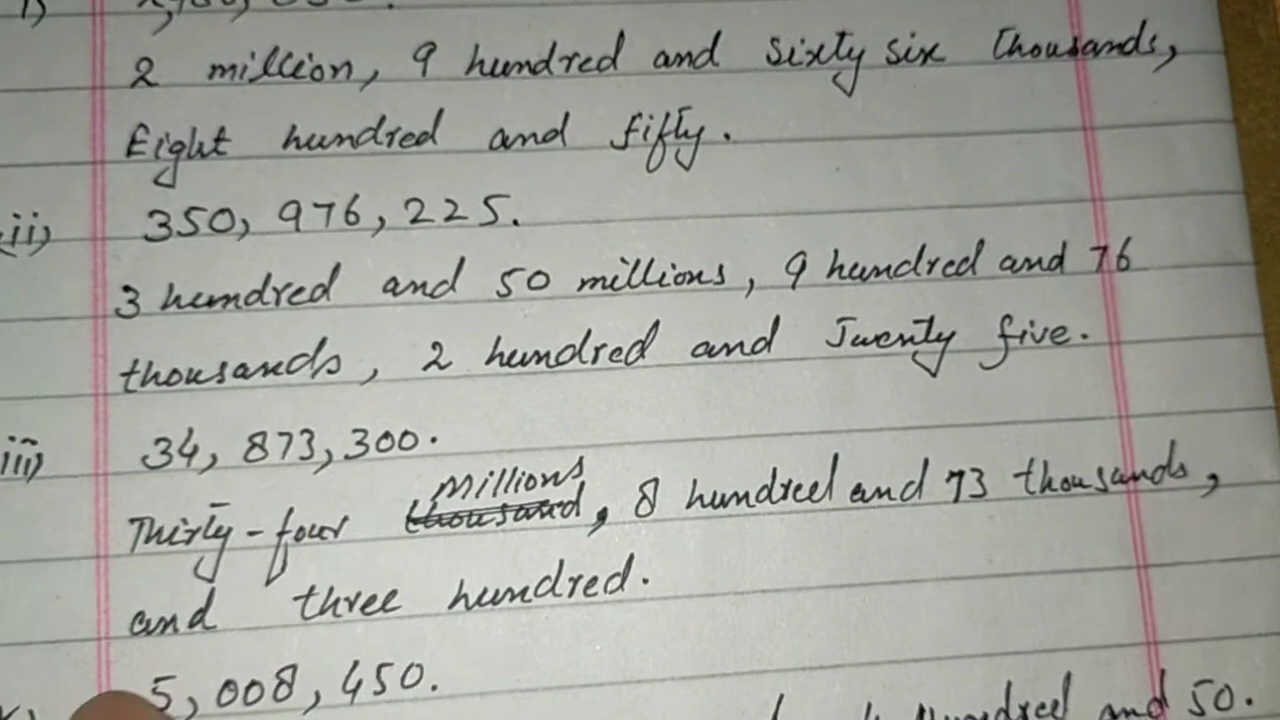 i)
2 million, 9 hundred and sixty six thousands,
Eight hundred and fifty.
ii) 350, 976, 225.
3 hundred and 50 millions, 9 hundred and 76
thousands, 2 hundred and Twenty five.
iii) 34, 873, 300.
Millions
Thirty-four thousand, 8 hundred and 73 thousands,
and three hundred.
5, 008, 450.
hundred and 50.